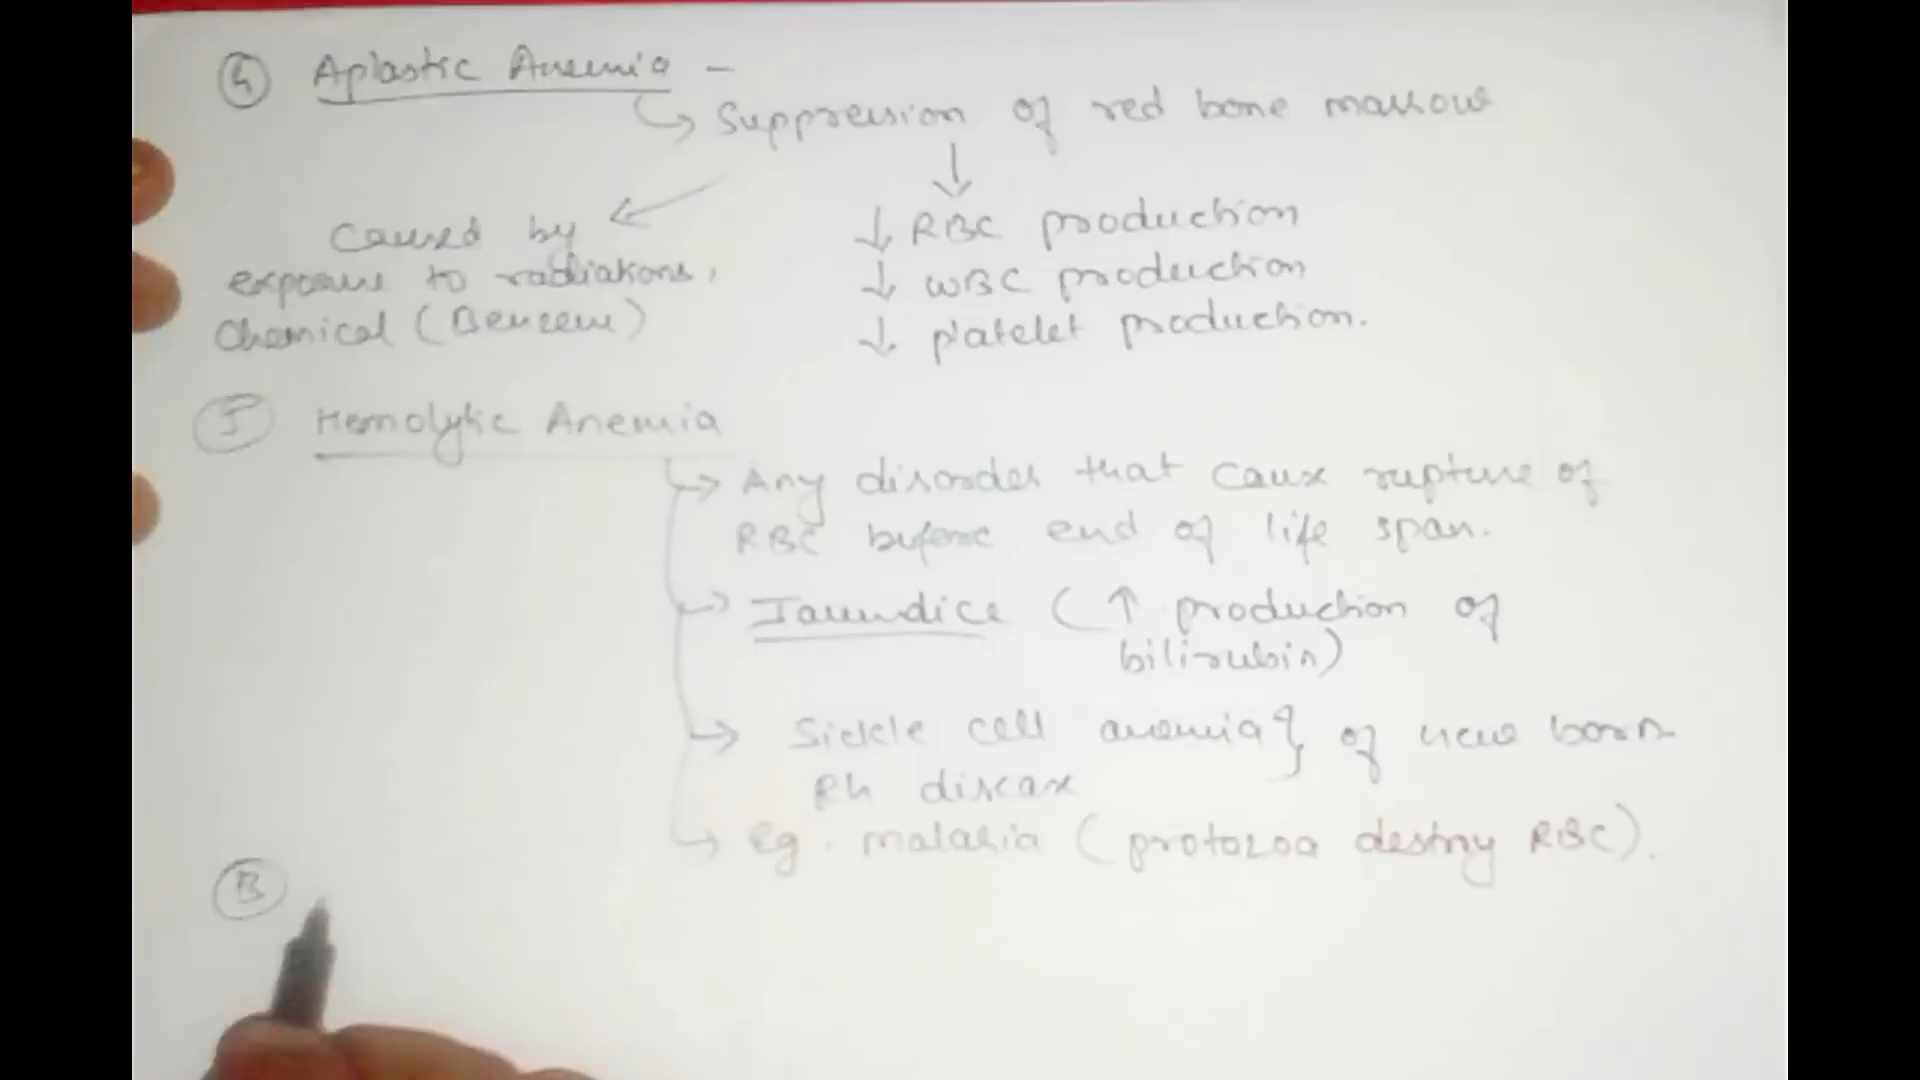 ④ Aplastic Anemia -
↳ Suppression of red bone marrow
↓
Caused by
exposure to radiations,
Chemical (Benzene)
↓ RBC production
↓ WBC production
↓ platelet production.
⑤ Hemolytic Anemia
→ Any disorder that cause rupture of
RBC before end of life span.
→ Jaundice (↑ production of
bilirubin)
→ Sickle cell anemia } of new born
Rh disease
→ Eg. malaria (protozoa destroy RBC).
Ⓑ